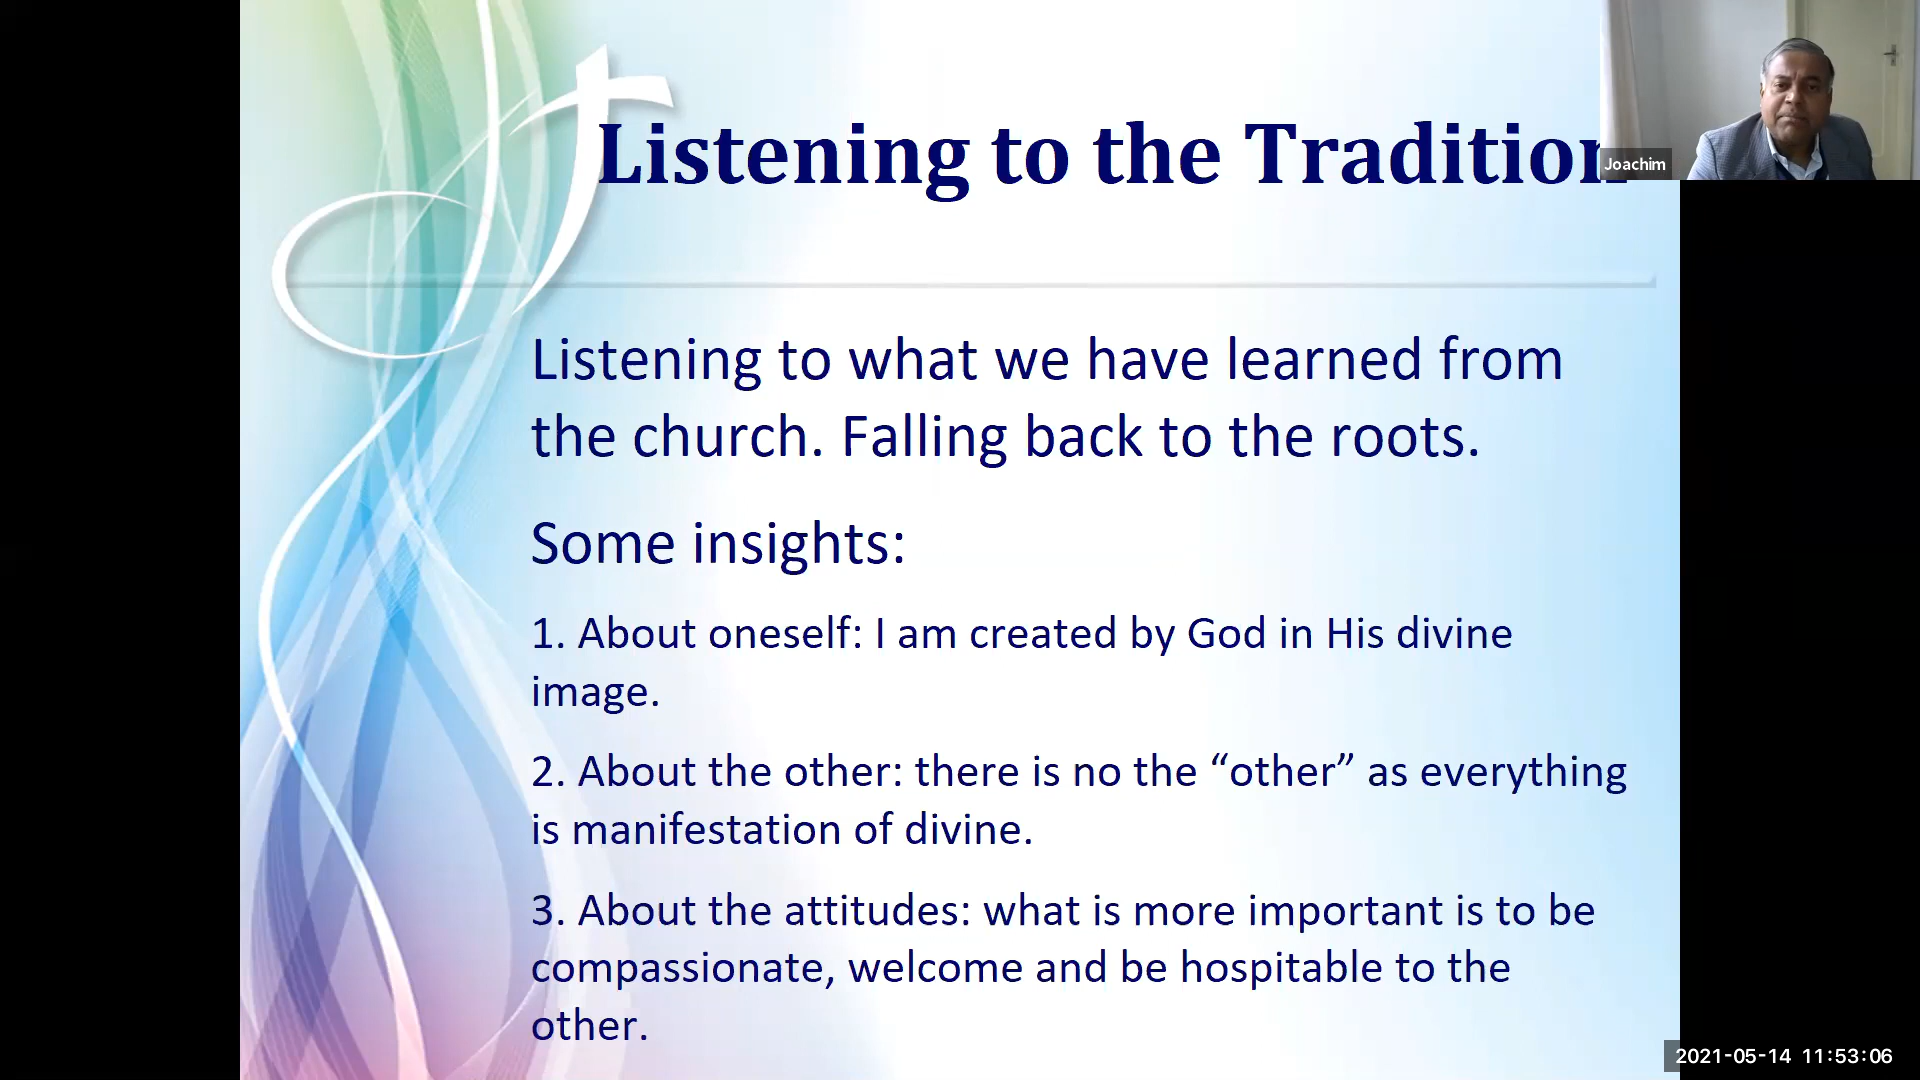 Listening to the Tradition
Joachim
Listening to what we have learned from
the church. Falling back to the roots.
Some insights:
1. About oneself: I am created by God in His divine
image.
2. About the other: there is no the “other” as everything
is manifestation of divine.
3. About the attitudes: what is more important is to be
compassionate, welcome and be hospitable to the
other.
2021-05-14 11:53:06